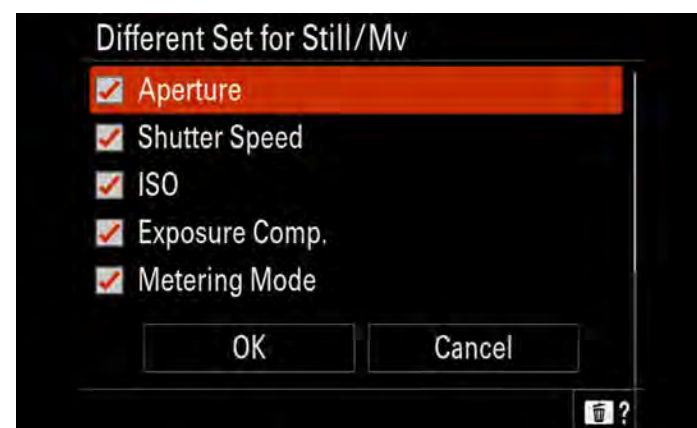 Different Set for Still/Mv
Aperture
Shutter Speed
ISO
Exposure Comp.
Metering Mode
OK Cancel
?